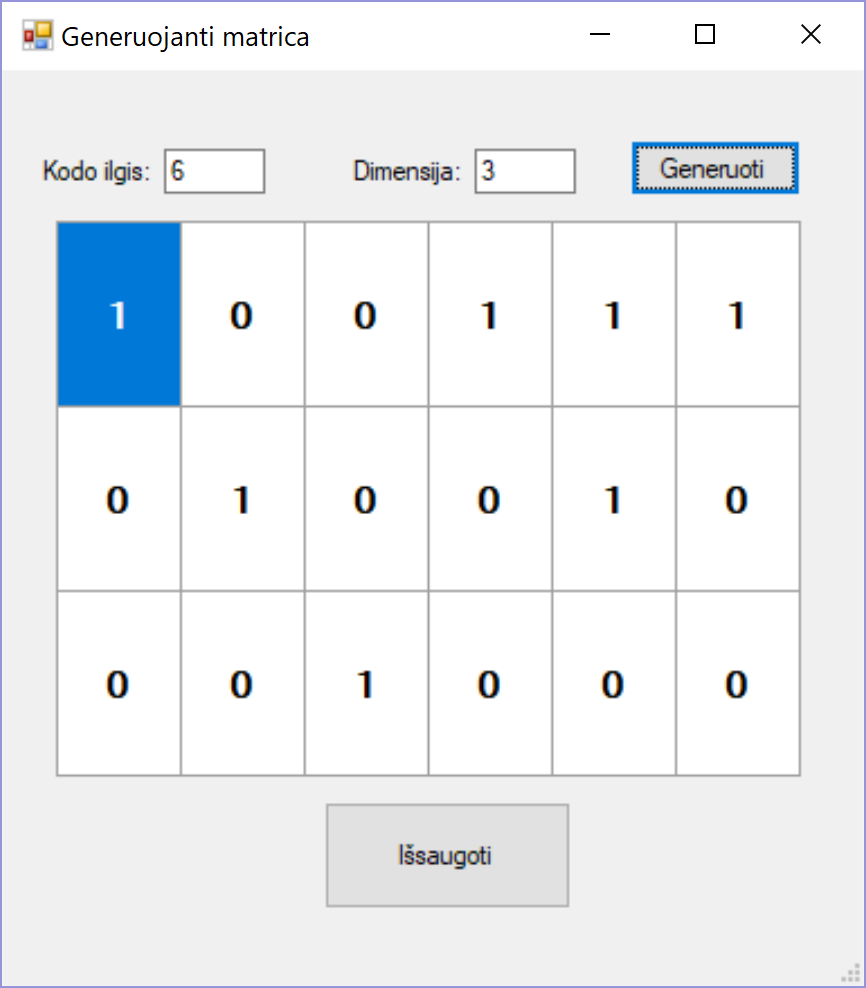 Generuojanti matrica
Kodo ilgis: 6 Dimensija: 3 Generuoti
1 0 0 1 1 1
0 1 0 0 1 0
0 0 1 0 0 0
Išsaugoti